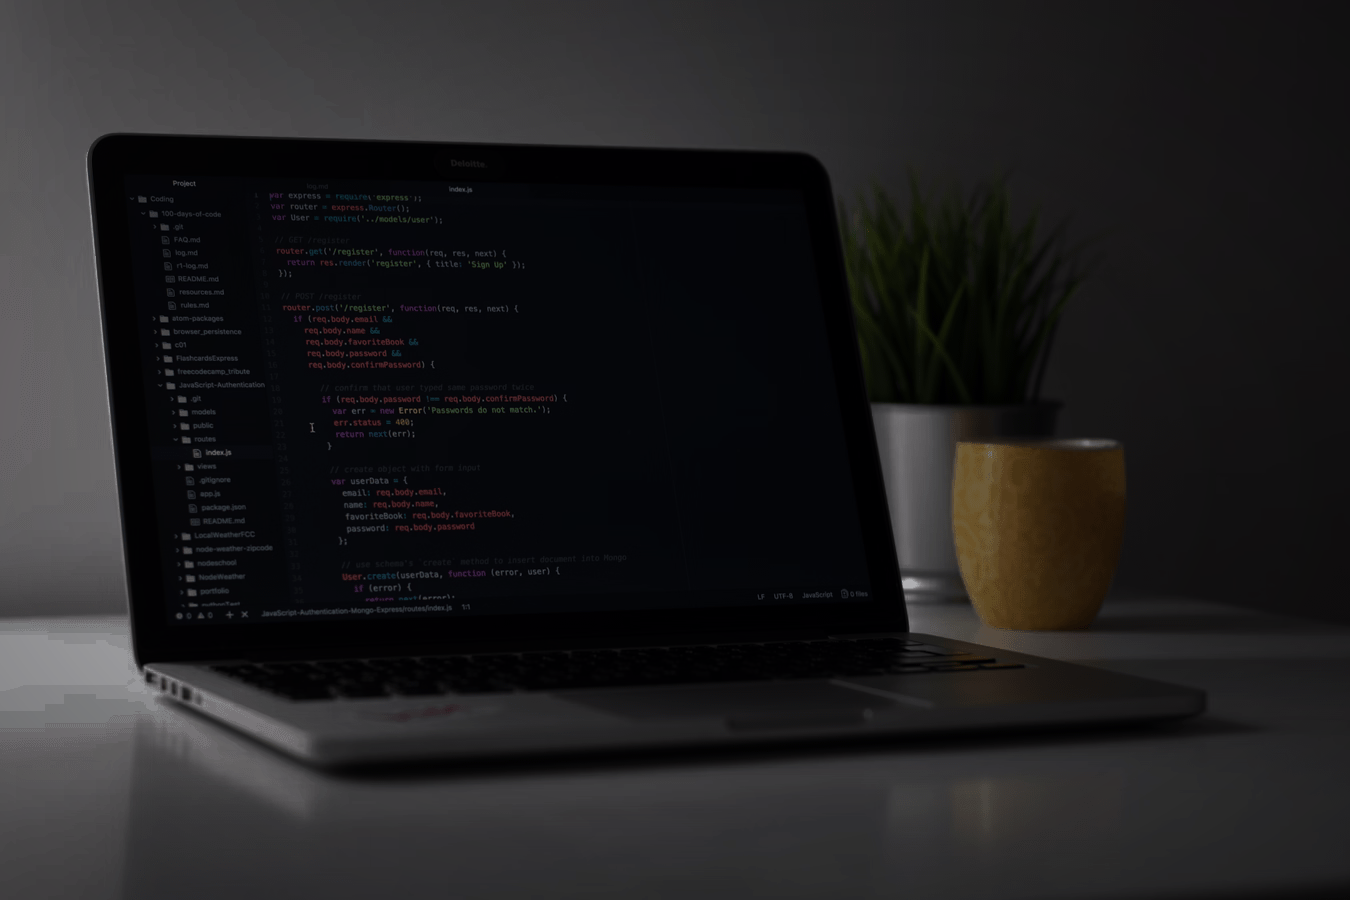 Deloitte.
Project
Coding
100-days-of-code
.git
FAQ.md
log.md
r1-log.md
README.md
resources.md
rules.md
atom-packages
browser_persistence
c01
FlashcardsExpress
freecodecamp_tribute
JavaScript-Authentication
.git
models
public
routes
index.js
views
.gitignore
app.js
package.json
README.md
LocalWeatherFCC
node-weather-zipcode
nodeschool
NodeWeather
portfolio
pythonTest
log.md
index.js
var express = require('express');
var router = express.Router();
var User = require('../models/user');
// GET /register
router.get('/register', function(req, res, next) {
return res.render('register', { title: 'Sign Up' });
});
// POST /register
router.post('/register', function(req, res, next) {
if (req.body.email &&
req.body.name &&
req.body.favoriteBook &&
req.body.password &&
req.body.confirmPassword) {
// confirm that user typed same password twice
if (req.body.password !== req.body.confirmPassword) {
var err = new Error('Passwords do not match.');
err.status = 400;
return next(err);
}
// create object with form input
var userData = {
email: req.body.email,
name: req.body.name,
favoriteBook: req.body.favoriteBook,
password: req.body.password
};
// use schema's `create` method to insert document into Mongo
User.create(userData, function (error, user) {
if (error) {
return next(error);
0 0 + × JavaScript-Authentication-Mongo-Express/routes/index.js 1:1 LF UTF-8 JavaScript 0 files